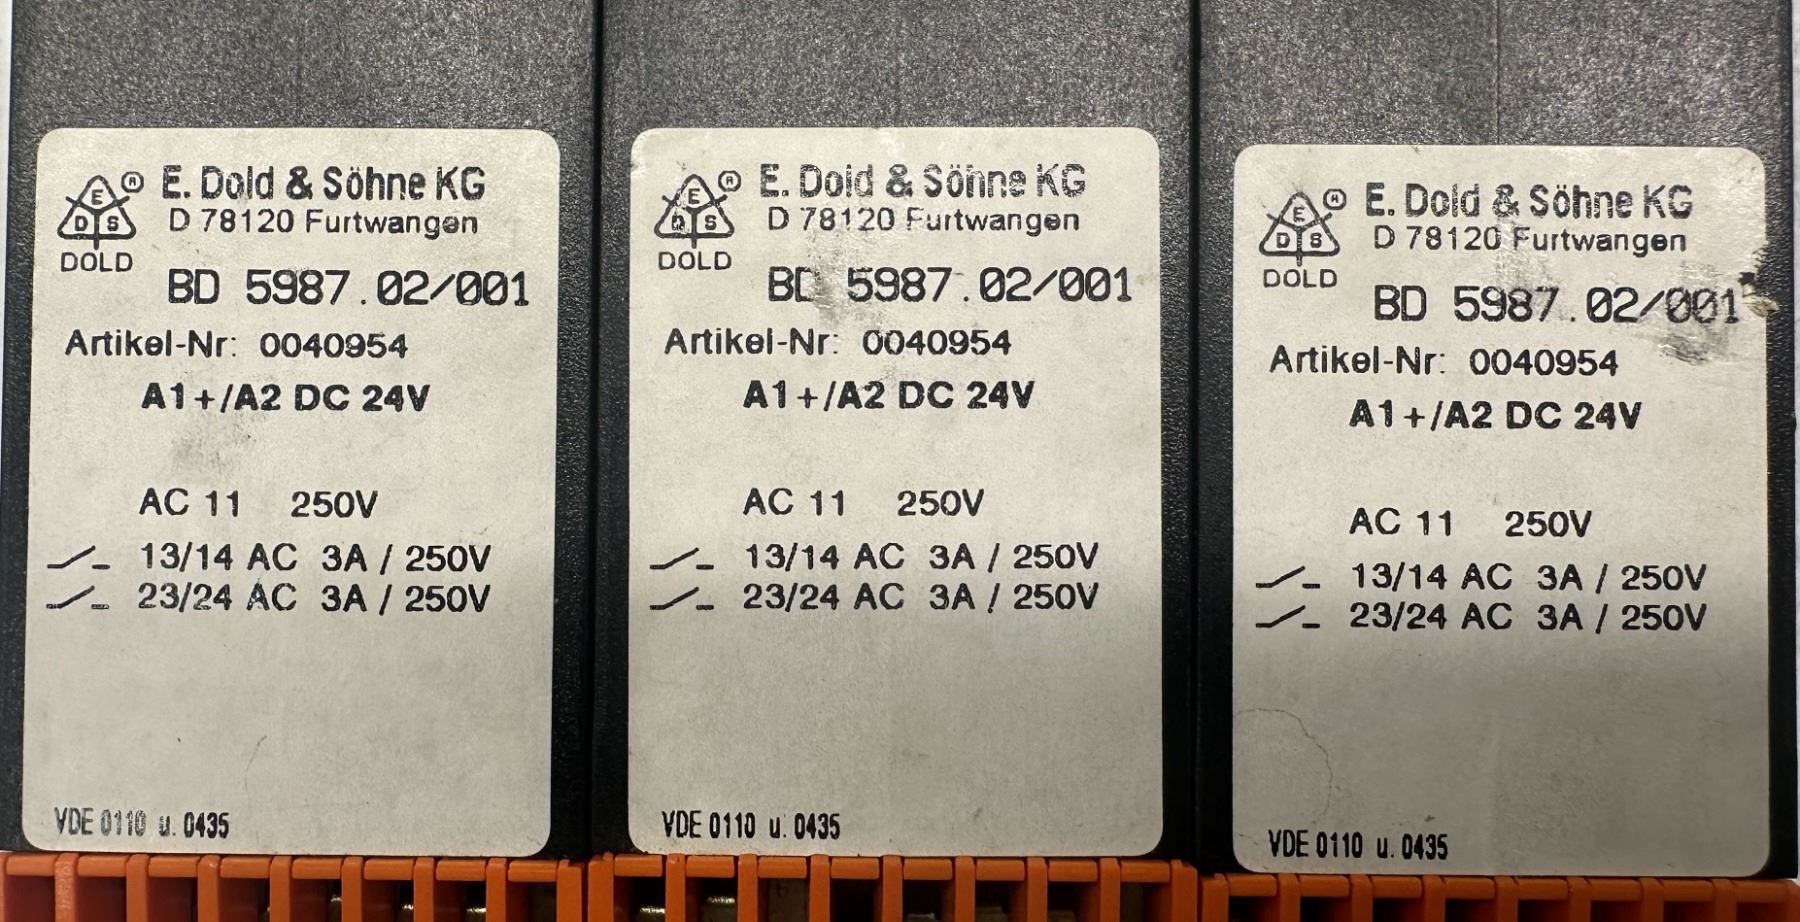 E. Dold & Söhne KG
D 78120 Furtwangen
E
D S
DOLD
BD 5987.02/001
Artikel-Nr: 0040954
A1+/A2 DC 24V
AC 11 250V
13/14 AC 3A / 250V
23/24 AC 3A / 250V
VDE 0110 u. 0435
E. Dold & Söhne KG
D 78120 Furtwangen
E
D S
DOLD
BD 5987.02/001
Artikel-Nr: 0040954
A1+/A2 DC 24V
AC 11 250V
13/14 AC 3A / 250V
23/24 AC 3A / 250V
VDE 0110 u. 0435
E. Dold & Söhne KG
D 78120 Furtwangen
E
D S
DOLD
BD 5987.02/001
Artikel-Nr: 0040954
A1+/A2 DC 24V
AC 11 250V
13/14 AC 3A / 250V
23/24 AC 3A / 250V
VDE 0110 u. 0435